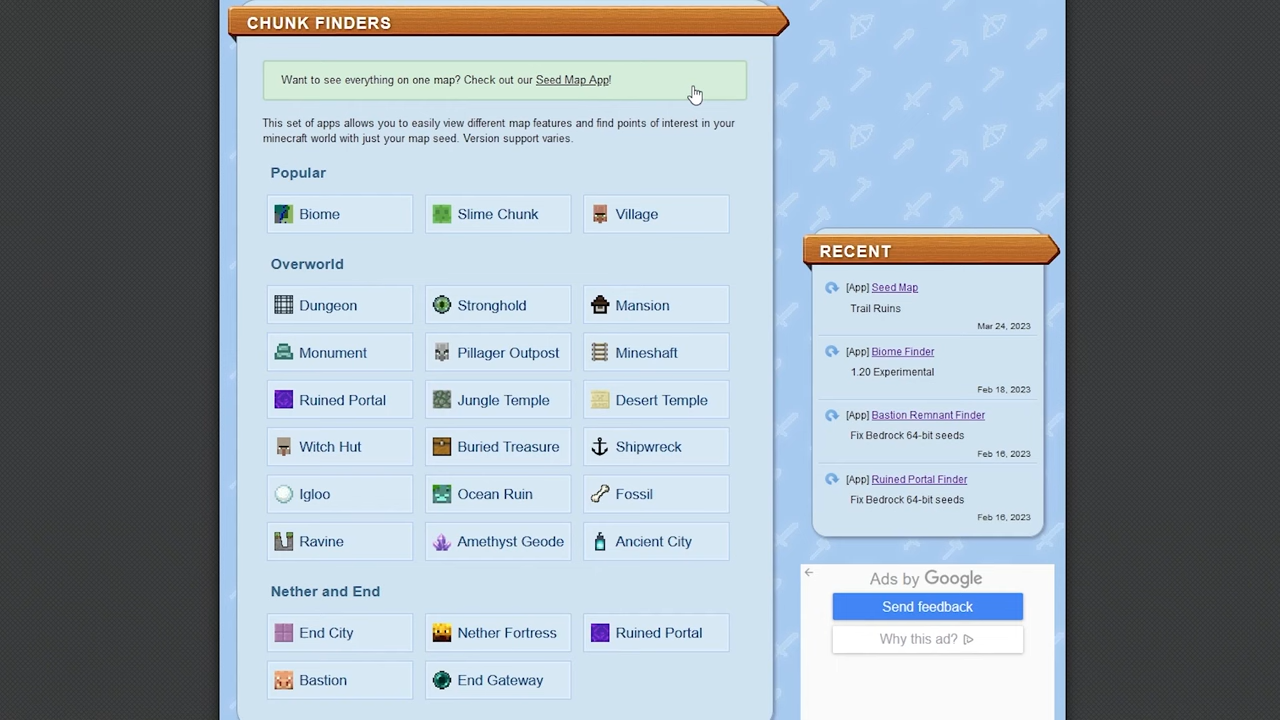 CHUNK FINDERS
Want to see everything on one map? Check out our Seed Map App!
This set of apps allows you to easily view different map features and find points of interest in your
minecraft world with just your map seed. Version support varies.
Popular
Biome
Slime Chunk
Village
Overworld
Dungeon
Stronghold
Mansion
Monument
Pillager Outpost
Mineshaft
Ruined Portal
Jungle Temple
Desert Temple
Witch Hut
Buried Treasure
Shipwreck
Igloo
Ocean Ruin
Fossil
Ravine
Amethyst Geode
Ancient City
Nether and End
End City
Nether Fortress
Ruined Portal
Bastion
End Gateway
RECENT
[App] Seed Map
Trail Ruins
Mar 24, 2023
[App] Biome Finder
1.20 Experimental
Feb 18, 2023
[App] Bastion Remnant Finder
Fix Bedrock 64-bit seeds
Feb 16, 2023
[App] Ruined Portal Finder
Fix Bedrock 64-bit seeds
Feb 16, 2023
Ads by Google
Send feedback
Why this ad?